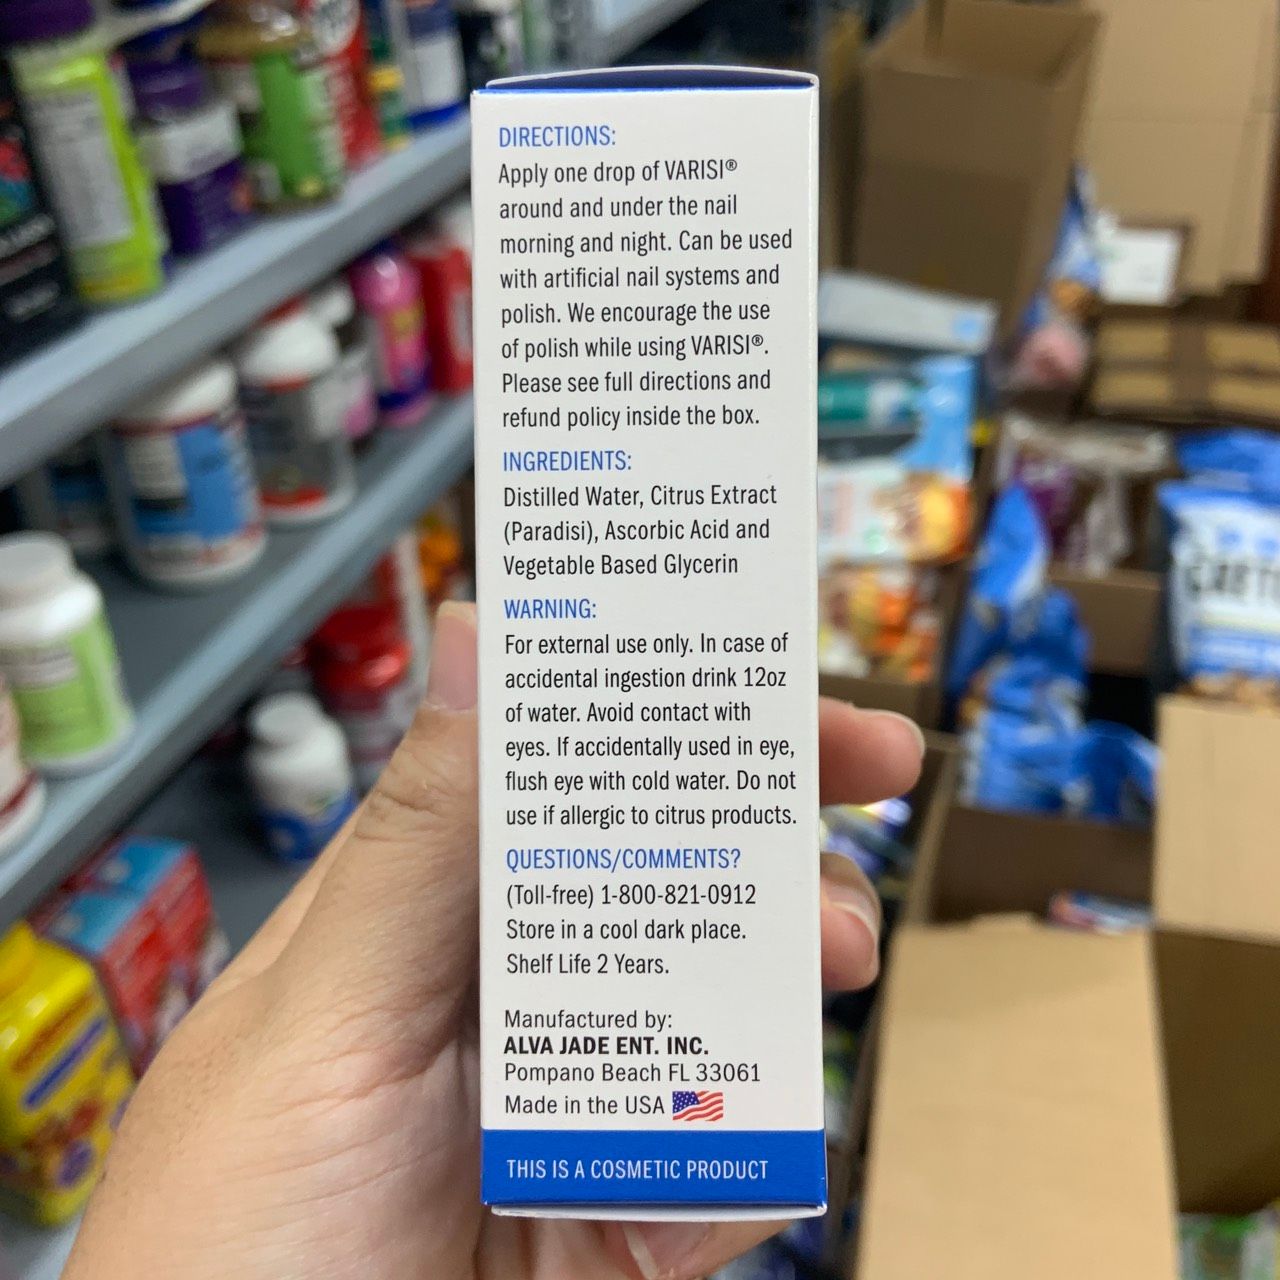 DIRECTIONS:
Apply one drop of VARISI®
around and under the nail
morning and night. Can be used
with artificial nail systems and
polish. We encourage the use
of polish while using VARISI®.
Please see full directions and
refund policy inside the box.
INGREDIENTS:
Distilled Water, Citrus Extract
(Paradisi), Ascorbic Acid and
Vegetable Based Glycerin
WARNING:
For external use only. In case of
accidental ingestion drink 12oz
of water. Avoid contact with
eyes. If accidentally used in eye,
flush eye with cold water. Do not
use if allergic to citrus products.
QUESTIONS/COMMENTS?
(Toll-free) 1-800-821-0912
Store in a cool dark place.
Shelf Life 2 Years.
Manufactured by:
ALVA JADE ENT. INC.
Pompano Beach FL 33061
Made in the USA
THIS IS A COSMETIC PRODUCT